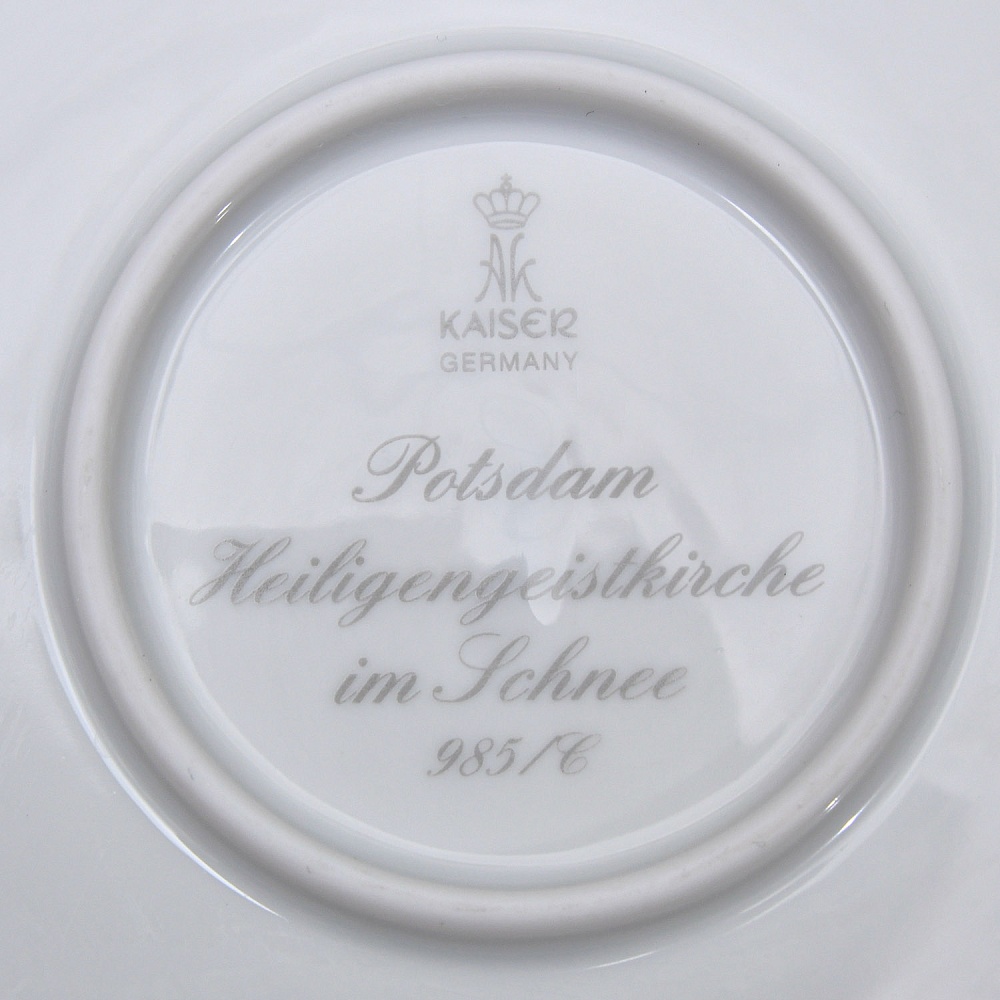 AK
KAISER
GERMANY
Potsdam
Heiligengeistkirche
im Schnee
985/C